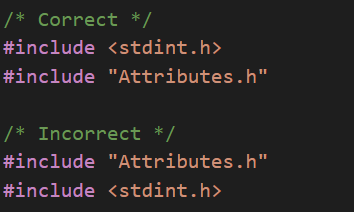 /* Correct */
#include <stdint.h>
#include "Attributes.h"
/* Incorrect */
#include "Attributes.h"
#include <stdint.h>